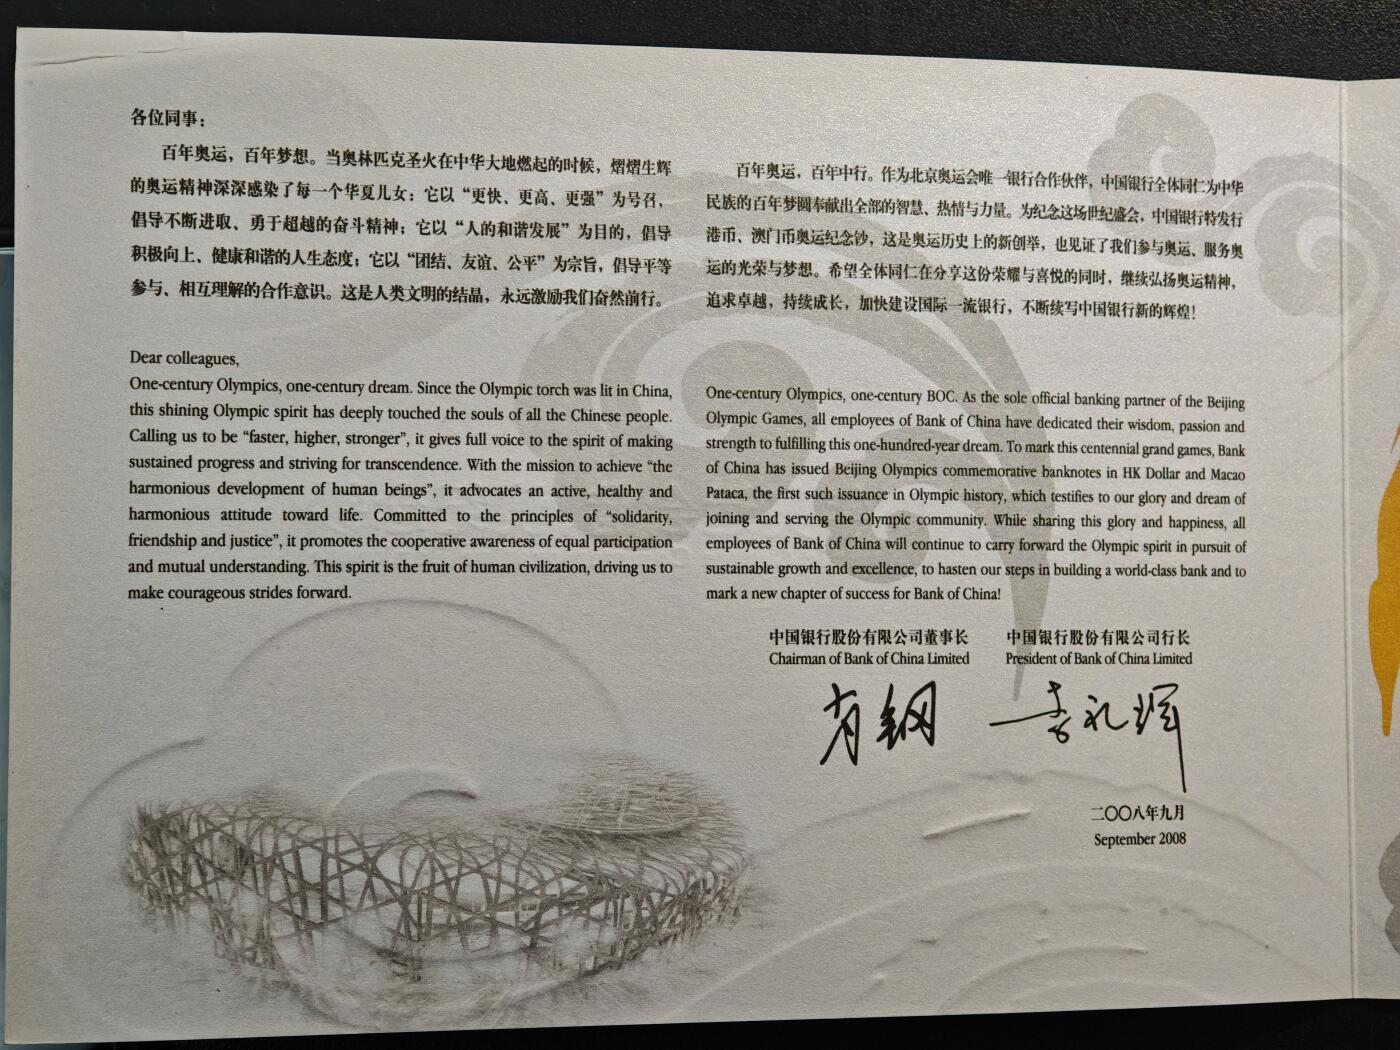 各位同事：
百年奥运，百年梦想。当奥林匹克圣火在中华大地燃起的时候，熠熠生辉
的奥运精神深深感染了每一个华夏儿女：它以“更快、更高、更强”为号召，
倡导不断进取、勇于超越的奋斗精神；它以“人的和谐发展”为目的，倡导
积极向上、健康和谐的人生态度；它以“团结、友谊、公平”为宗旨，倡导平等
参与、相互理解的合作意识。这是人类文明的结晶，永远激励我们奋然前行。
Dear colleagues,
One-century Olympics, one-century dream. Since the Olympic torch was lit in China,
this shining Olympic spirit has deeply touched the souls of all the Chinese people.
Calling us to be “faster, higher, stronger”, it gives full voice to the spirit of making
sustained progress and striving for transcendence. With the mission to achieve “the
harmonious development of human beings”, it advocates an active, healthy and
harmonious attitude toward life. Committed to the principles of “solidarity,
friendship and justice”, it promotes the cooperative awareness of equal participation
and mutual understanding. This spirit is the fruit of human civilization, driving us to
make courageous strides forward.
百年奥运，百年中行。作为北京奥运会唯一银行合作伙伴，中国银行全体同仁为中华
民族的百年梦圆奉献出全部的智慧、热情与力量。为纪念这场世纪盛会，中国银行特发行
港币、澳门币奥运纪念钞，这是奥运历史上的新创举，也见证了我们参与奥运、服务奥
运的光荣与梦想。希望全体同仁在分享这份荣耀与喜悦的同时，继续弘扬奥运精神，
追求卓越，持续成长，加快建设国际一流银行，不断续写中国银行新的辉煌！
One-century Olympics, one-century BOC. As the sole official banking partner of the Beijing
Olympic Games, all employees of Bank of China have dedicated their wisdom, passion and
strength to fulfilling this one-hundred-year dream. To mark this centennial grand games, Bank
of China has issued Beijing Olympics commemorative banknotes in HK Dollar and Macao
Pataca, the first such issuance in Olympic history, which testifies to our glory and dream of
joining and serving the Olympic community. While sharing this glory and happiness, all
employees of Bank of China will continue to carry forward the Olympic spirit in pursuit of
sustainable growth and excellence, to hasten our steps in building a world-class bank and to
mark a new chapter of success for Bank of China!
中国银行股份有限公司董事长
Chairman of Bank of China Limited
肖钢
中国银行股份有限公司行长
President of Bank of China Limited
李礼辉
二〇〇八年九月
September 2008